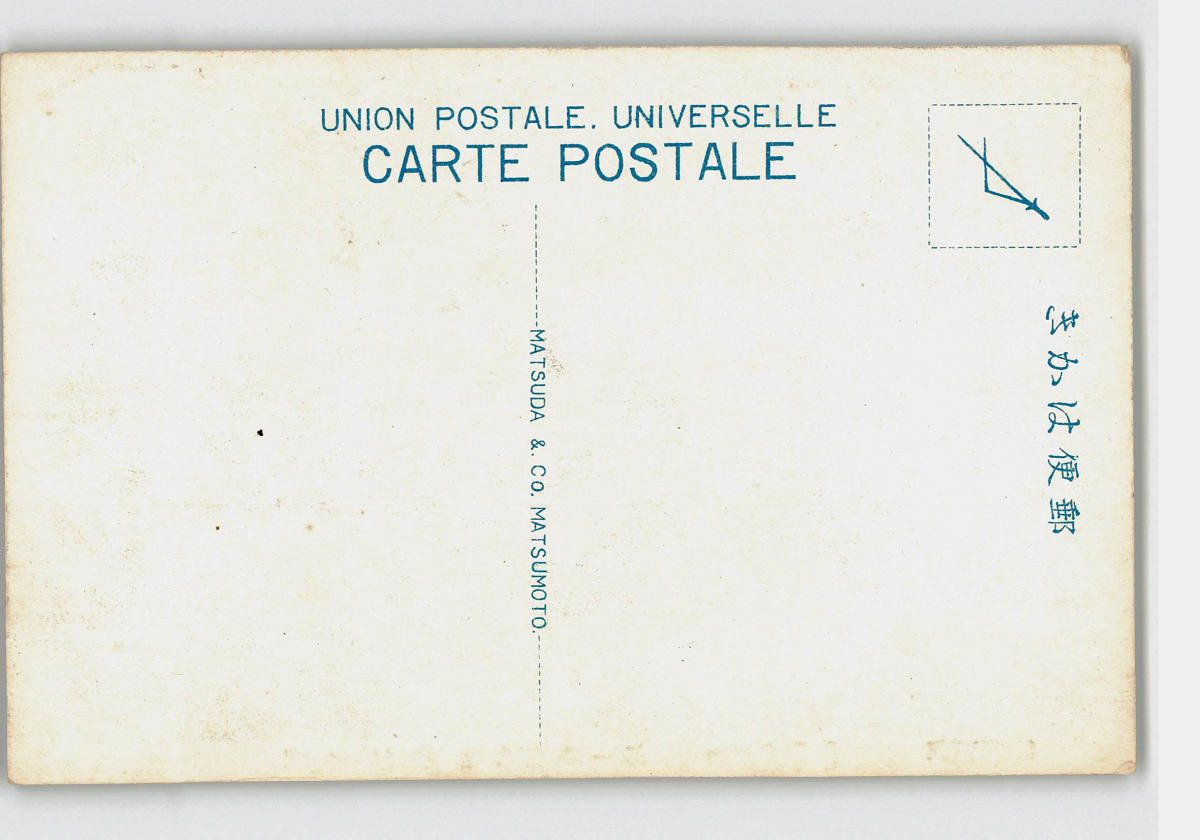 UNION POSTALE. UNIVERSELLE
CARTE POSTALE
MATSUDA &. CO. MATSUMOTO.
郵便はかき